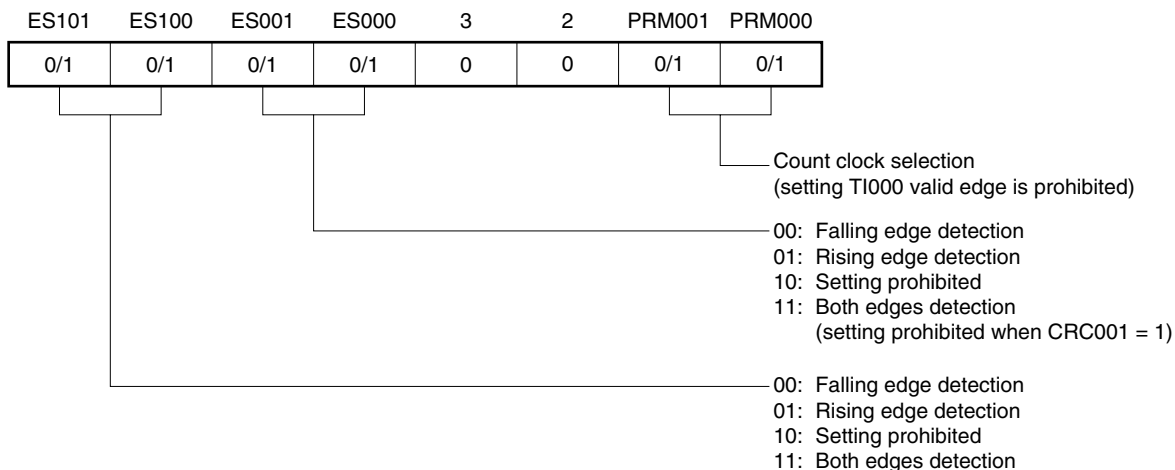 ES101 ES100 ES001 ES000 3 2 PRM001 PRM000
0/1 0/1 0/1 0/1 0 0 0/1 0/1
Count clock selection
(setting TI000 valid edge is prohibited)
00: Falling edge detection
01: Rising edge detection
10: Setting prohibited
11: Both edges detection
(setting prohibited when CRC001 = 1)
00: Falling edge detection
01: Rising edge detection
10: Setting prohibited
11: Both edges detection